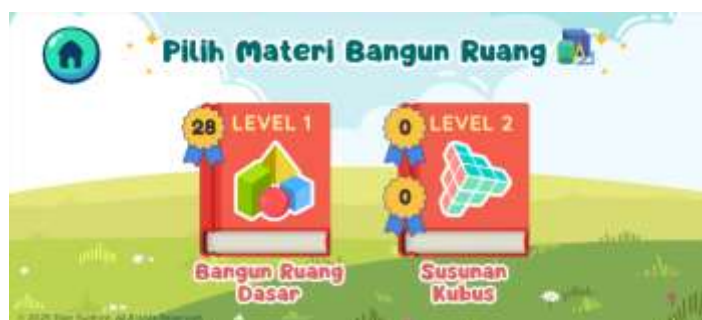 Pilih Materi Bangun Ruang
28
LEVEL 1
0
LEVEL 2
0
Bangun Ruang
Dasar
Susunan
Kubus